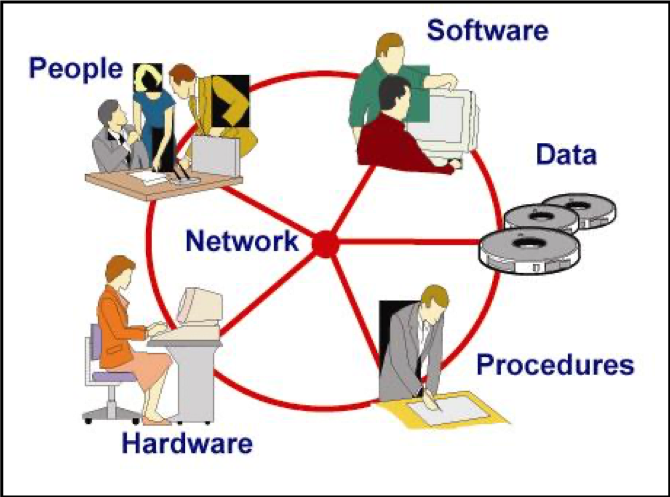 Software
People
Data
Network
Procedures
Hardware